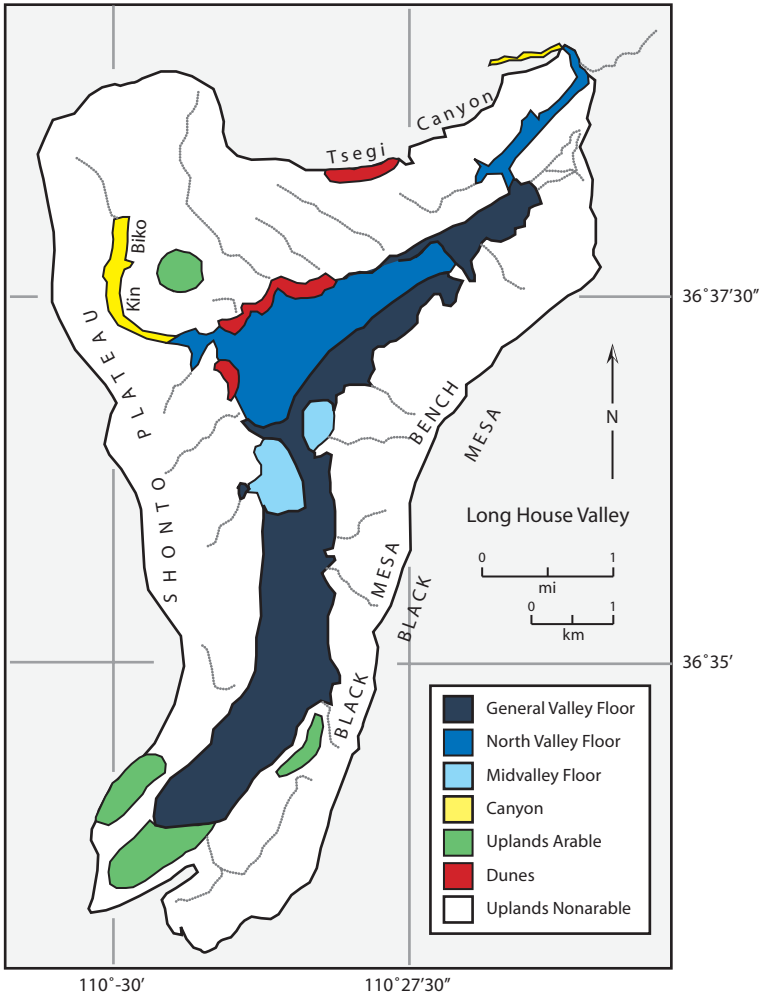 Tsegi Canyon
Kin Biko
SHONTO PLATEAU
36˚37'30"
BENCH
MESA
N
Long House Valley
0 1
mi
0 1
km
MESA
BLACK
BLACK
36˚35'
General Valley Floor
North Valley Floor
Midvalley Floor
Canyon
Uplands Arable
Dunes
Uplands Nonarable
110˚-30'
110˚27'30"